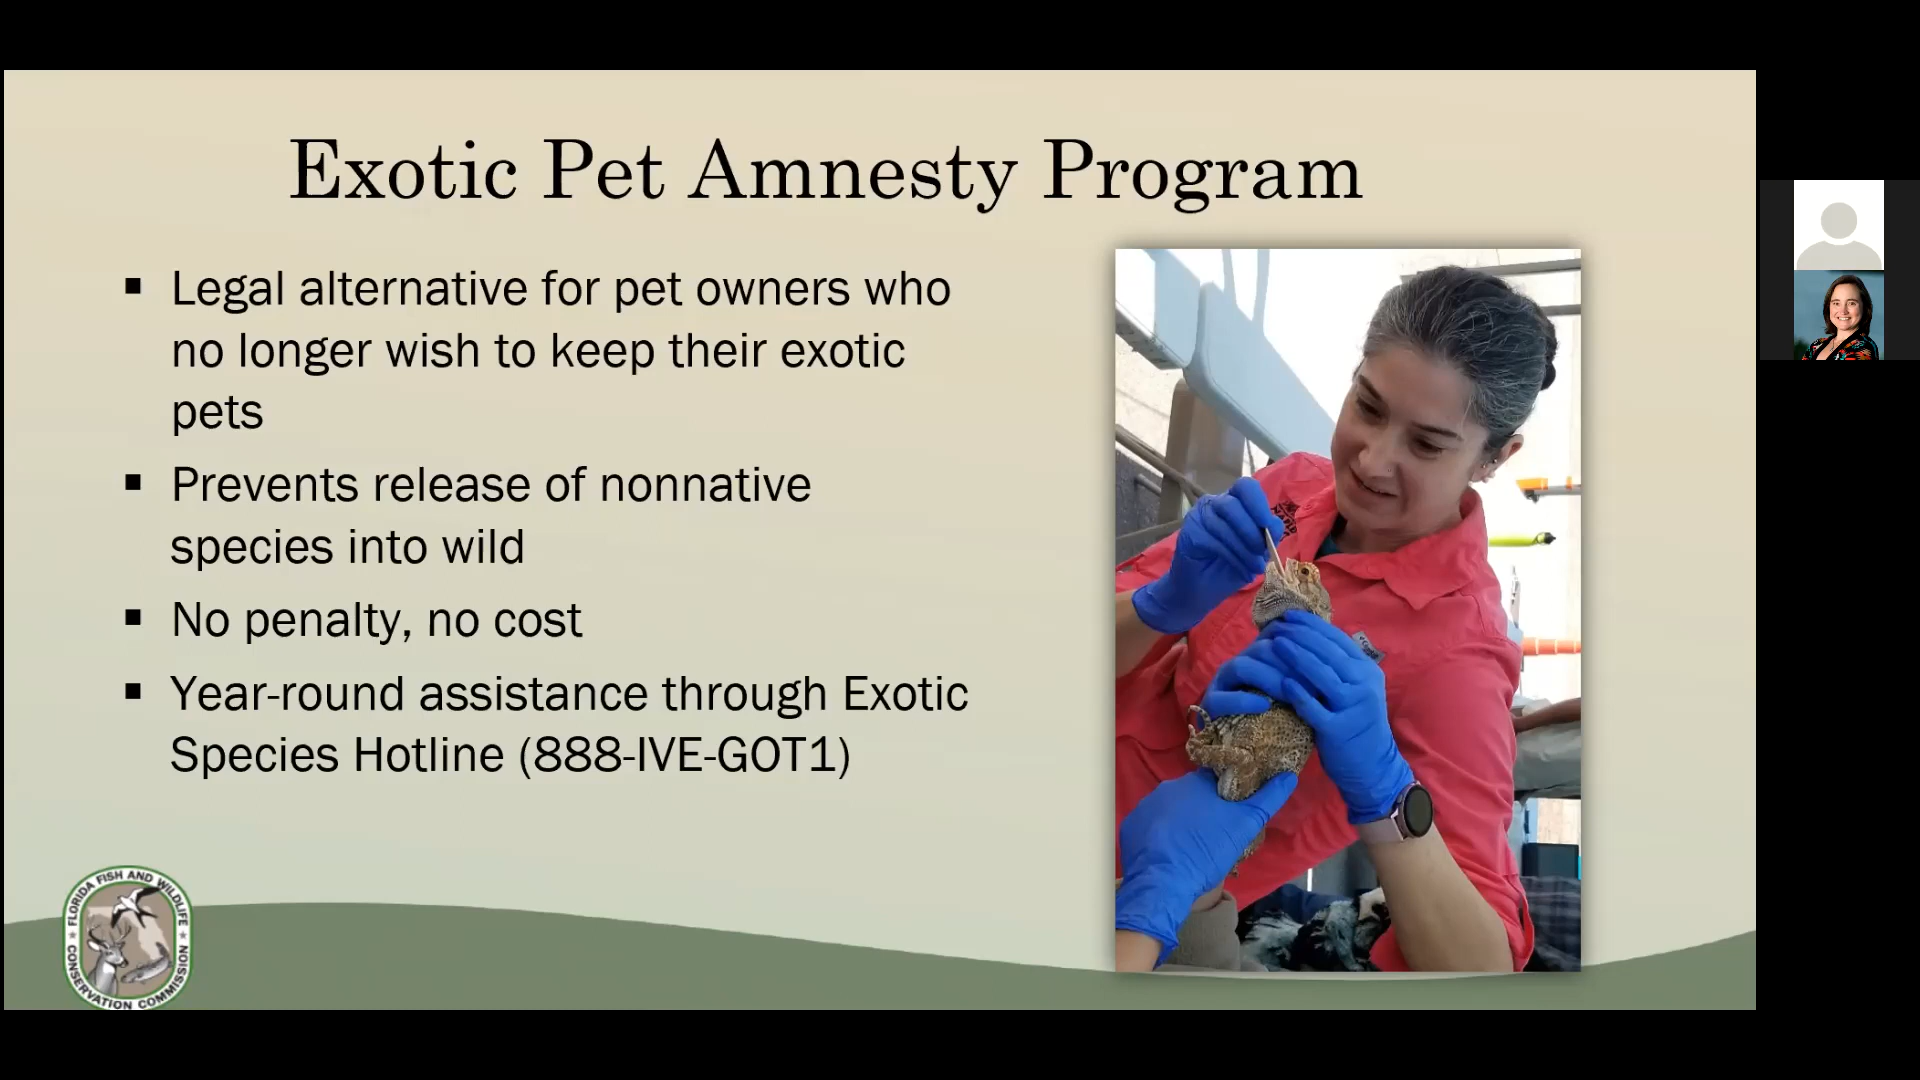 Exotic Pet Amnesty Program
▪ Legal alternative for pet owners who
no longer wish to keep their exotic
pets
▪ Prevents release of nonnative
species into wild
▪ No penalty, no cost
▪ Year-round assistance through Exotic
Species Hotline (888-IVE-GOT1)
FLORIDA FISH AND WILDLIFE
CONSERVATION COMMISSION